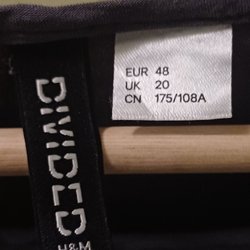 EUR 48
UK 20
CN 175/108A
DIVIDED
H&M